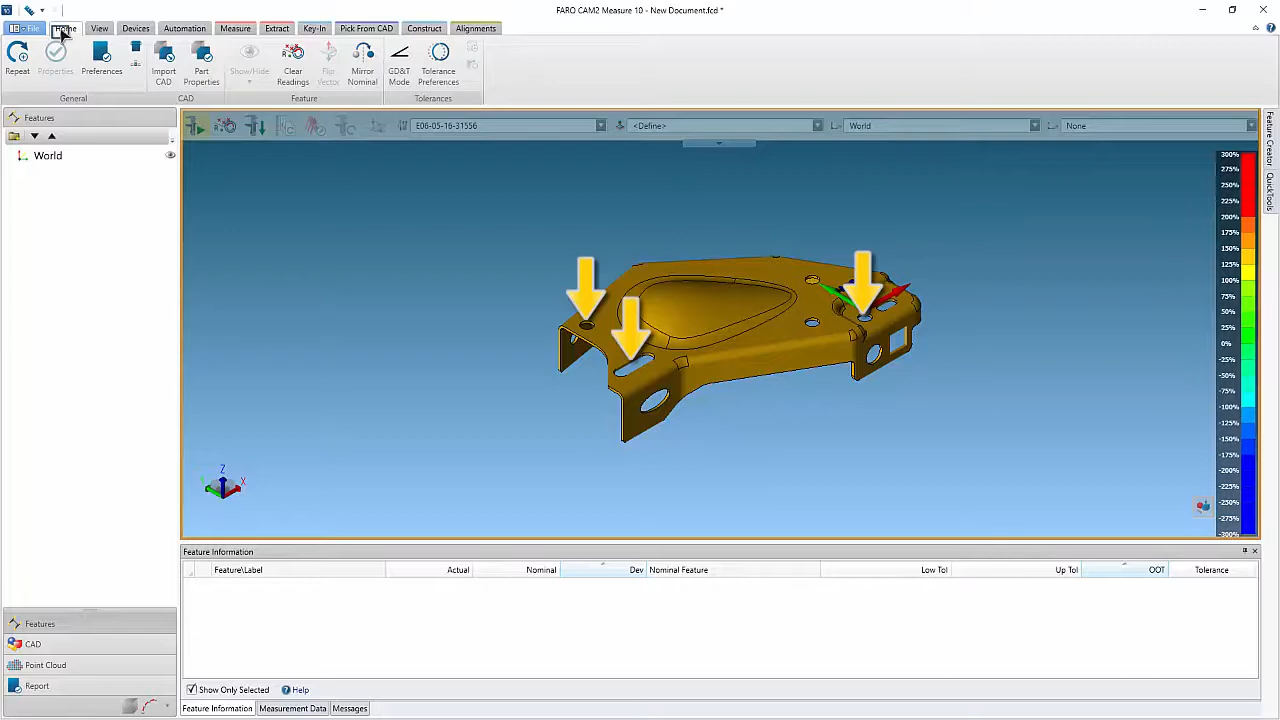 FARO CAM2 Measure 10 - New Document.fcd *
File Home View Devices Automation Measure Extract Key-In Pick From CAD Construct Alignments
Repeat Properties Preferences Import CAD Part Properties Show/Hide Clear Readings Flip Vector Mirror Nominal GD&T Mode Tolerance Preferences
General CAD Feature Tolerances
Features
E06-05-16-31556 <Define> World None
World
Feature Creator
QuickTools
300%
275%
250%
225%
200%
175%
150%
125%
100%
75%
50%
25%
0%
-25%
-50%
-75%
-100%
-125%
-150%
-175%
-200%
-225%
-250%
-275%
-300%
Z
X
Feature Information
Feature\Label Actual Nominal Dev Nominal Feature Low Tol Up Tol OOT Tolerance
Features
CAD
Point Cloud
Report
Show Only Selected Help
Feature Information Measurement Data Messages